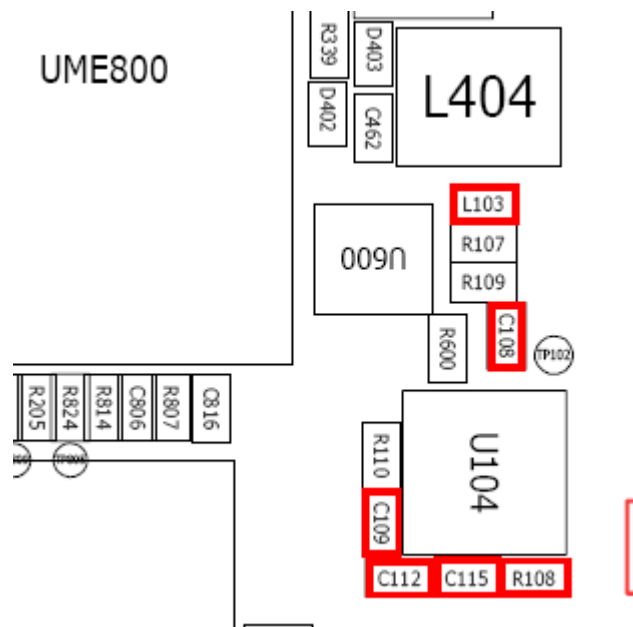 R339
D403
UME800
L404
D402
C462
L103
U600
R107
R109
C108
R600
TP102
R205
R824
R814
C806
R807
C816
R110
U104
C109
C112
C115
R108